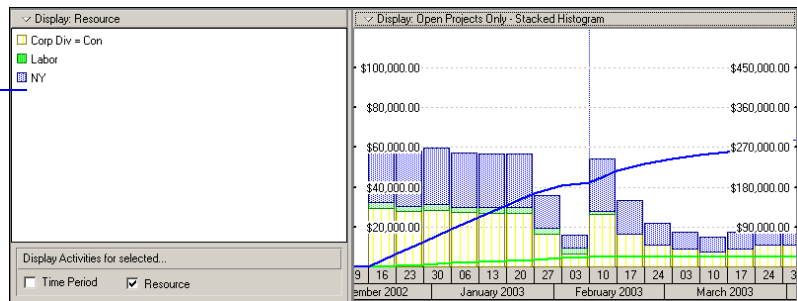 Display: Resource
Corp Div = Con
Labor
NY
Display Activities for selected...
Time Period
Resource
Display: Open Projects Only - Stacked Histogram
$100,000.00 $450,000.00
$80,000.00 $360,000.00
$60,000.00 $270,000.00
$40,000.00 $180,000.00
$20,000.00 $90,000.00
9 16 23 30 06 13 20 27 03 10 17 24 03 10 17 24 3
ember 2002 January 2003 February 2003 March 2003